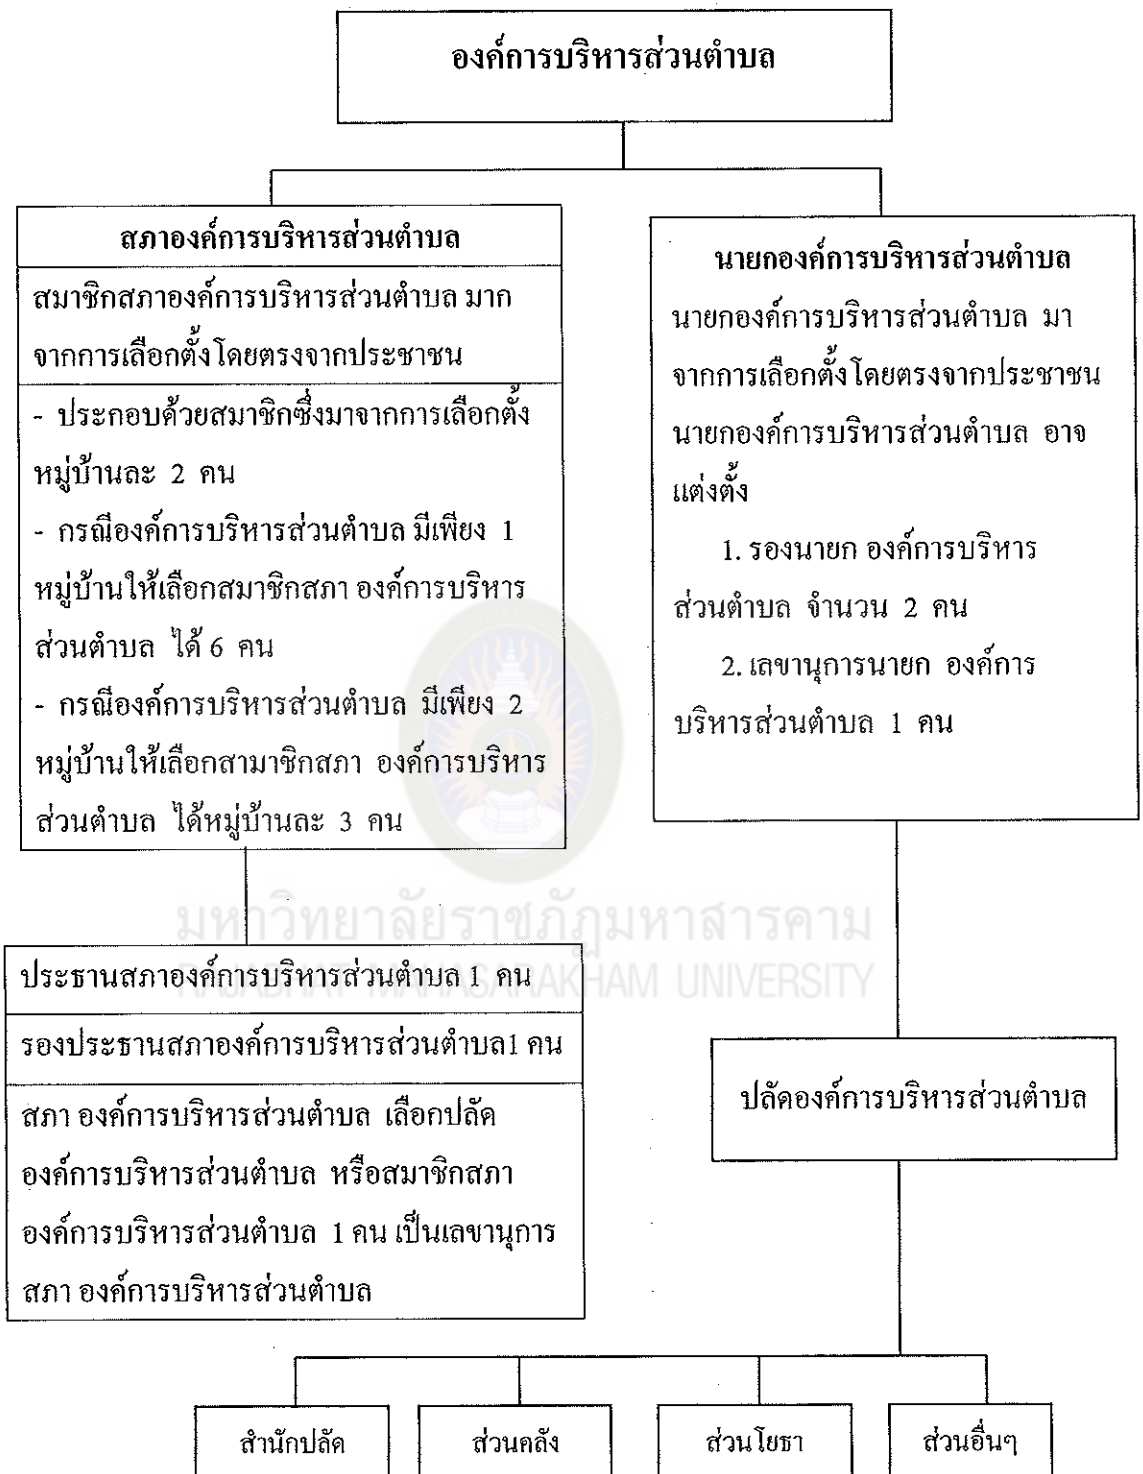 องค์การบริหารส่วนตำบล
สภาองค์การบริหารส่วนตำบล
สมาชิกสภาองค์การบริหารส่วนตำบล มาก
จากการเลือกตั้งโดยตรงจากประชาชน
- ประกอบด้วยสมาชิกซึ่งมาจากการเลือกตั้ง
หมู่บ้านละ 2 คน
- กรณีองค์การบริหารส่วนตำบล มีเพียง 1
หมู่บ้านให้เลือกสมาชิกสภา องค์การบริหาร
ส่วนตำบล ได้ 6 คน
- กรณีองค์การบริหารส่วนตำบล มีเพียง 2
หมู่บ้านให้เลือกสามาชิกสภา องค์การบริหาร
ส่วนตำบล ได้หมู่บ้านละ 3 คน
นายกองค์การบริหารส่วนตำบล
นายกองค์การบริหารส่วนตำบล มา
จากการเลือกตั้งโดยตรงจากประชาชน
นายกองค์การบริหารส่วนตำบล อาจ
แต่งตั้ง
1. รองนายก องค์การบริหาร
ส่วนตำบล จำนวน 2 คน
2. เลขานุการนายก องค์การ
บริหารส่วนตำบล 1 คน
มหาวิทยาลัยราชภัฏมหาสารคาม
RAJABHAT MAHASARAKHAM UNIVERSITY
ประธานสภาองค์การบริหารส่วนตำบล 1 คน
รองประธานสภาองค์การบริหารส่วนตำบล1 คน
สภา องค์การบริหารส่วนตำบล เลือกปลัด
องค์การบริหารส่วนตำบล หรือสมาชิกสภา
องค์การบริหารส่วนตำบล 1 คน เป็นเลขานุการ
สภา องค์การบริหารส่วนตำบล
ปลัดองค์การบริหารส่วนตำบล
สำนักปลัด
ส่วนคลัง
ส่วนโยธา
ส่วนอื่นๆ